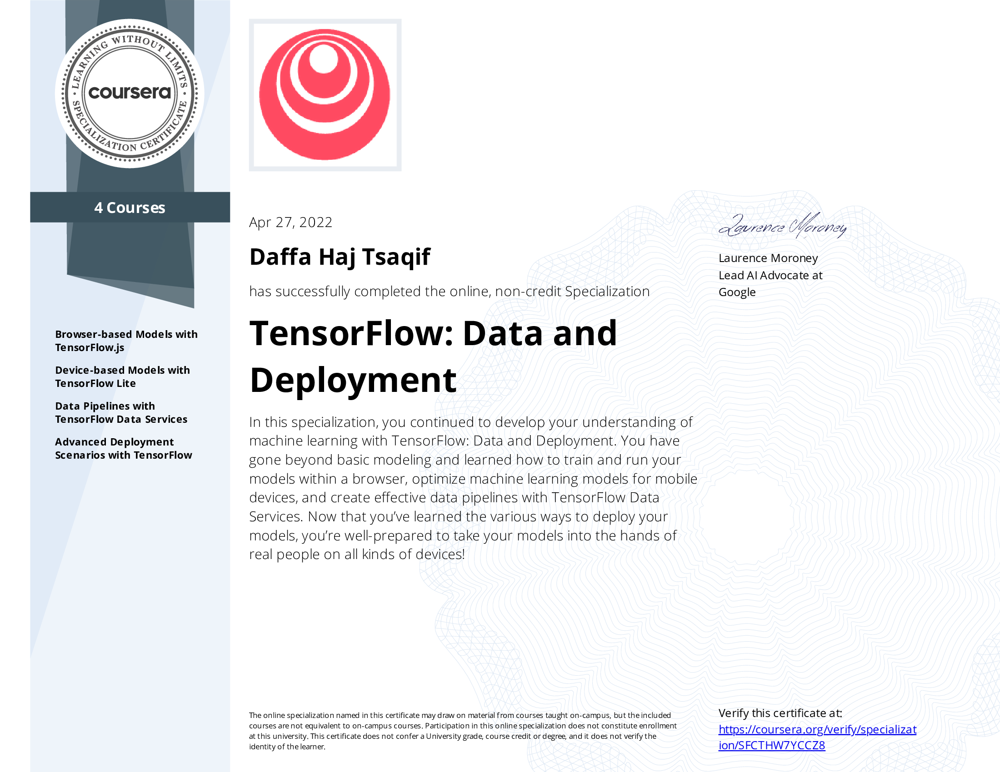 LEARNING WITHOUT LIMITS
coursera
SPECIALIZATION CERTIFICATE
4 Courses
Browser-based Models with
TensorFlow.js
Device-based Models with
TensorFlow Lite
Data Pipelines with
TensorFlow Data Services
Advanced Deployment
Scenarios with TensorFlow
Apr 27, 2022
Daffa Haj Tsaqif
has successfully completed the online, non-credit Specialization
TensorFlow: Data and
Deployment
In this specialization, you continued to develop your understanding of
machine learning with TensorFlow: Data and Deployment. You have
gone beyond basic modeling and learned how to train and run your
models within a browser, optimize machine learning models for mobile
devices, and create effective data pipelines with TensorFlow Data
Services. Now that you’ve learned the various ways to deploy your
models, you’re well-prepared to take your models into the hands of
real people on all kinds of devices!
Laurence Moroney
Laurence Moroney
Lead AI Advocate at
Google
The online specialization named in this certificate may draw on material from courses taught on-campus, but the included
courses are not equivalent to on-campus courses. Participation in this online specialization does not constitute enrollment
at this university. This certificate does not confer a University grade, course credit or degree, and it does not verify the
identity of the learner.
Verify this certificate at:
https://coursera.org/verify/specializat
ion/SFCTHW7YCCZ8